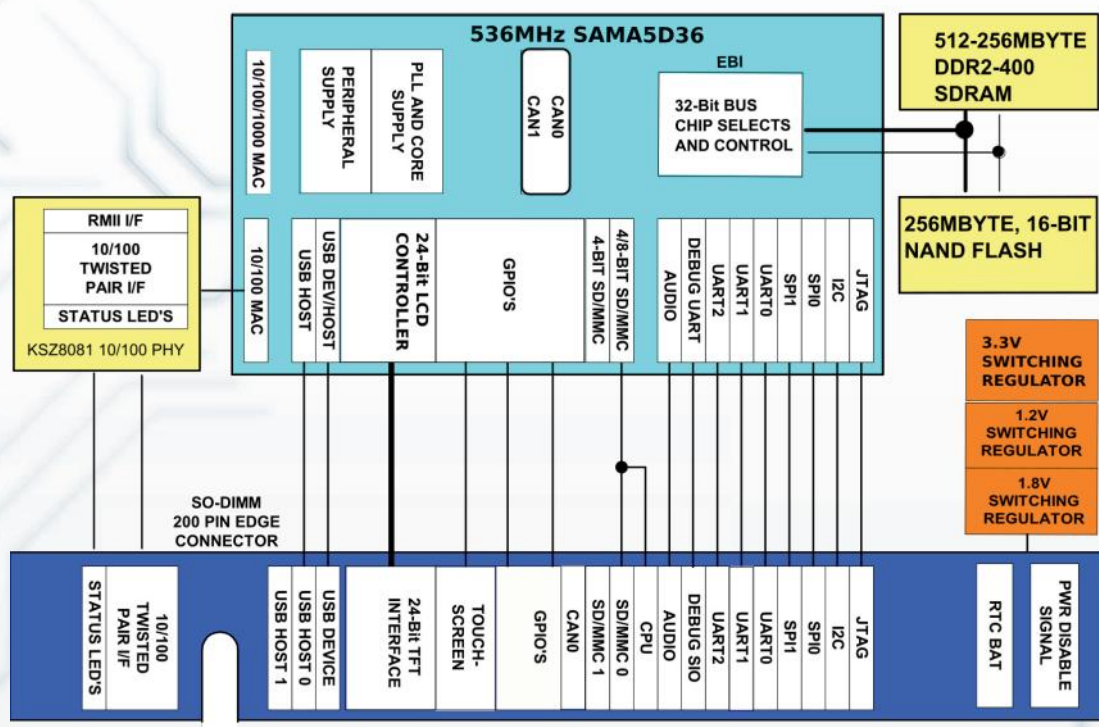 536MHz SAMA5D36
10/100/1000 MAC
PERIPHERAL
SUPPLY
PLL AND CORE
SUPPLY
CAN0
CAN1
EBI
32-Bit BUS
CHIP SELECTS
AND CONTROL
512-256MBYTE
DDR2-400
SDRAM
256MBYTE, 16-BIT
NAND FLASH
RMII I/F
10/100
TWISTED
PAIR I/F
STATUS LED'S
KSZ8081 10/100 PHY
10/100 MAC
USB HOST
USB DEV/HOST
24-Bit LCD
CONTROLLER
GPIO'S
4-BIT SD/MMC
4/8-BIT SD/MMC
AUDIO
DEBUG UART
UART2
UART1
UART0
SPI1
SPI0
I2C
JTAG
3.3V
SWITCHING
REGULATOR
1.2V
SWITCHING
REGULATOR
1.8V
SWITCHING
REGULATOR
SO-DIMM
200 PIN EDGE
CONNECTOR
STATUS LED'S
10/100
TWISTED
PAIR I/F
USB HOST 1
USB HOST 0
USB DEVICE
24-Bit TFT
INTERFACE
TOUCH-
SCREEN
GPIO'S
CAN0
SD/MMC 1
SD/MMC 0
CPU
AUDIO
DEBUG SIO
UART2
UART1
UART0
SPI1
SPI0
I2C
JTAG
RTC BAT
PWR DISABLE
SIGNAL